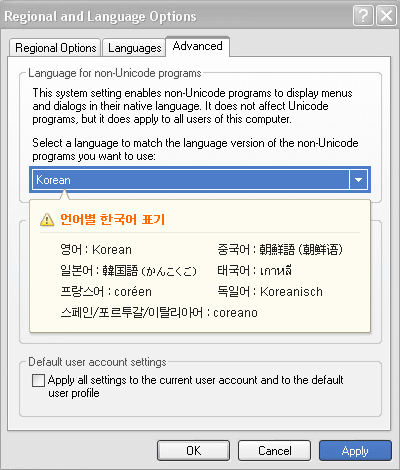 Regional and Language Options
Regional Options
Languages
Advanced
Language for non-Unicode programs
This system setting enables non-Unicode programs to display menus
and dialogs in their native language. It does not affect Unicode
programs, but it does apply to all users of this computer.
Select a language to match the language version of the non-Unicode
programs you want to use:
Korean
언어별 한국어 표기
영어 : Korean
중국어 : 朝鮮語 (朝鲜语)
일본어 : 韓国語 (かんこくご)
태국어 : เกาหลี
프랑스어 : coréen
독일어 : Koreanisch
스페인/포르투갈/이탈리아어 : coreano
Default user account settings
Apply all settings to the current user account and to the default
user profile
OK
Cancel
Apply